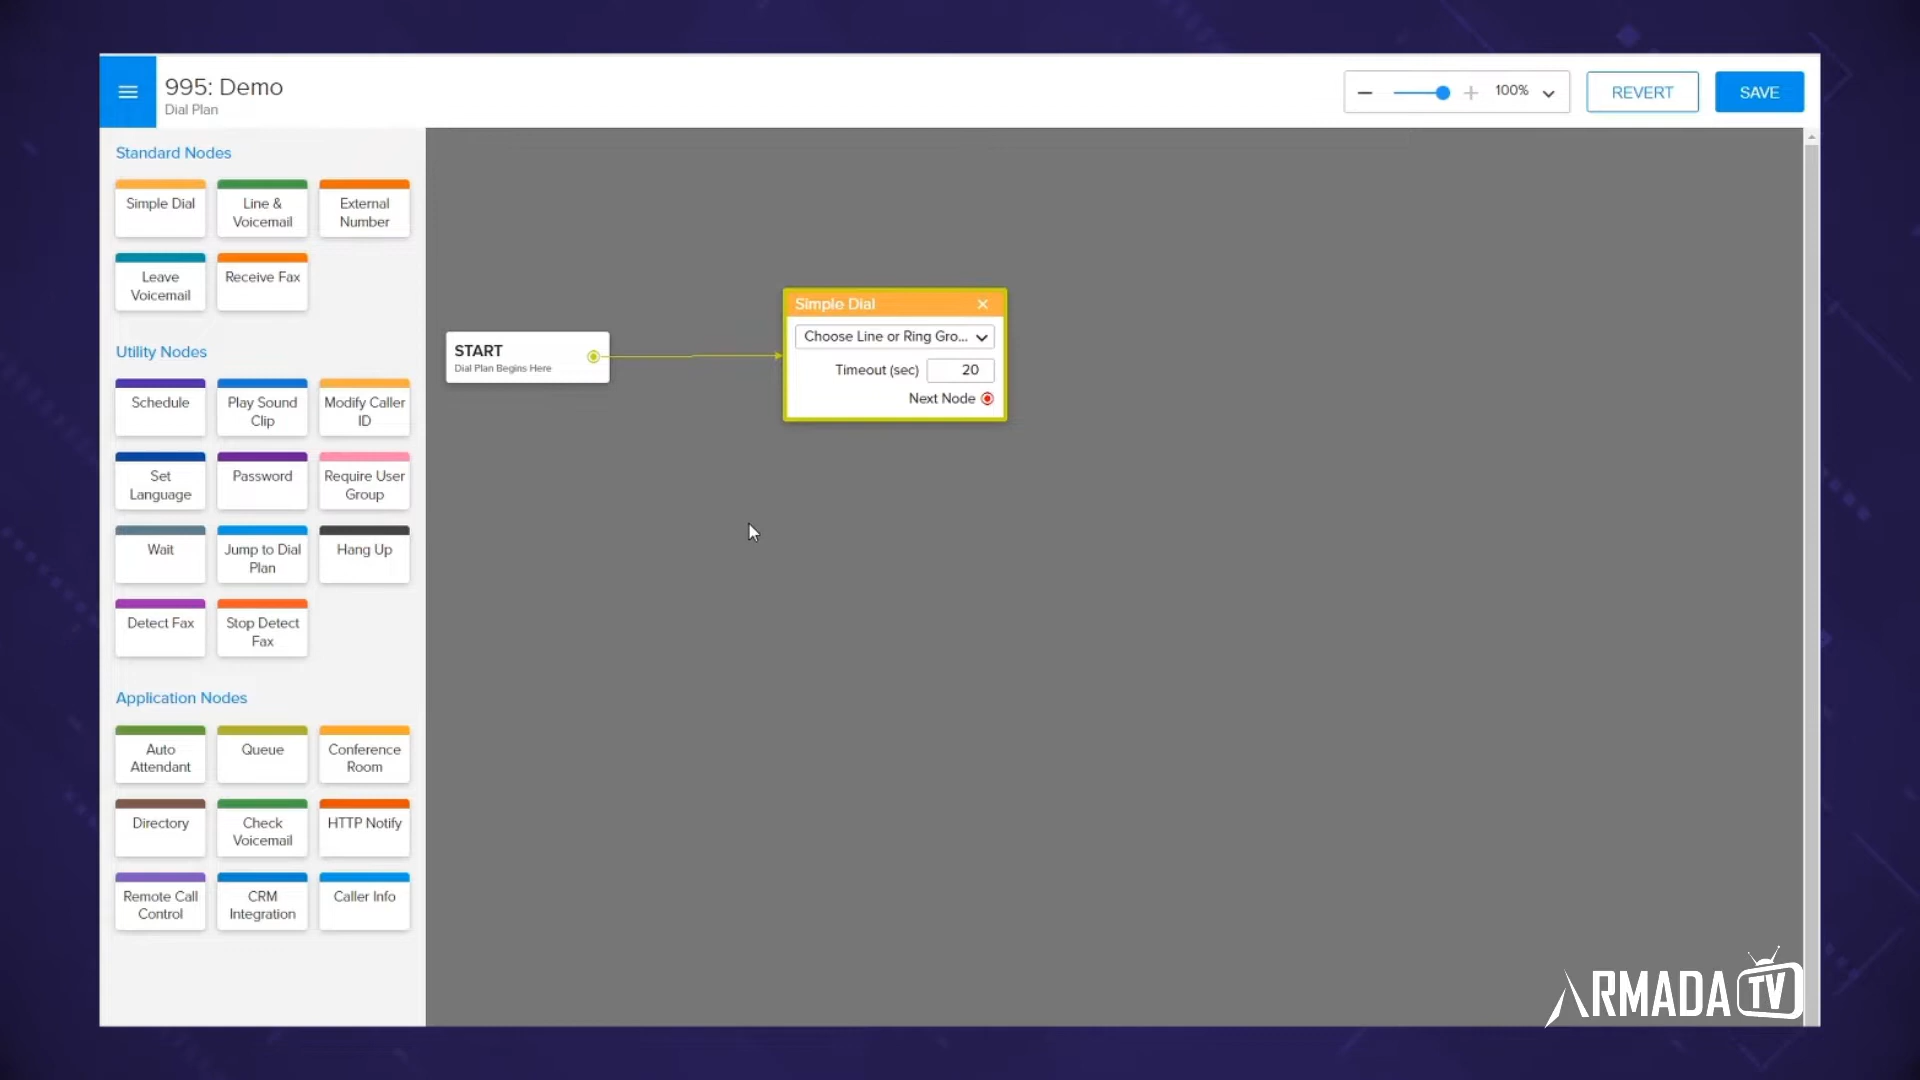 995: Demo
Dial Plan
100%
REVERT
SAVE
Standard Nodes
Simple Dial
Line &
Voicemail
External
Number
Leave
Voicemail
Receive Fax
Utility Nodes
Schedule
Play Sound
Clip
Modify Caller
ID
Set
Language
Password
Require User
Group
Wait
Jump to Dial
Plan
Hang Up
Detect Fax
Stop Detect
Fax
Application Nodes
Auto
Attendant
Queue
Conference
Room
Directory
Check
Voicemail
HTTP Notify
Remote Call
Control
CRM
Integration
Caller Info
START
Dial Plan Begins Here
Simple Dial
Choose Line or Ring Gro...
Timeout (sec) 20
Next Node
ARMADA TV